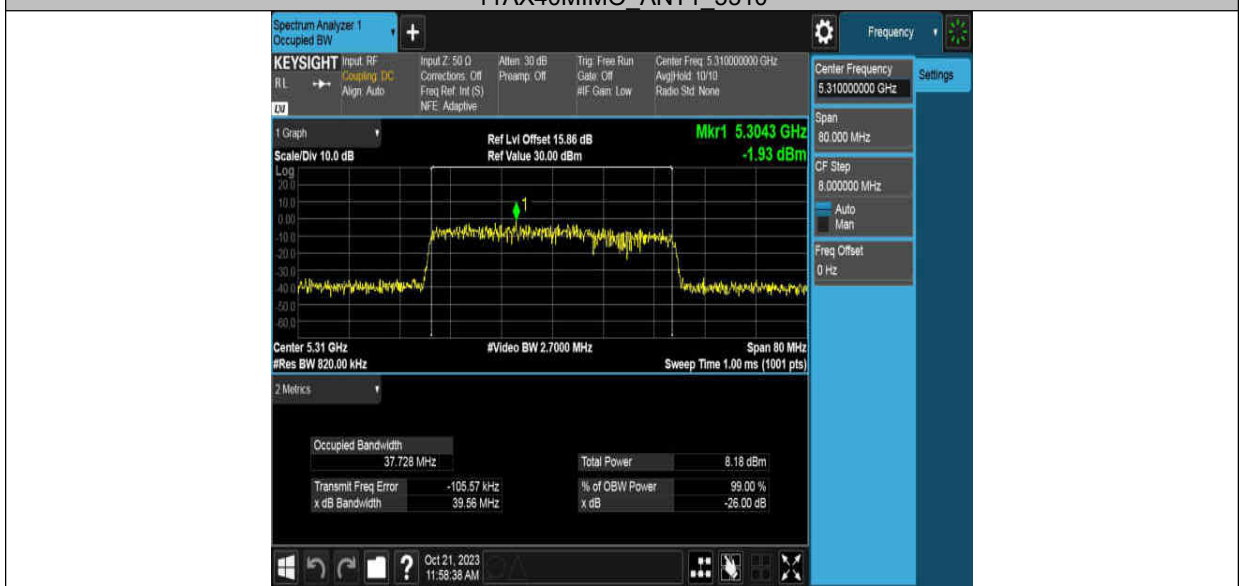 11AX40MIMO_ANT1_5310
Spectrum Analyzer 1
Occupied BW
Frequency
KEYSIGHT
RL
LXI
Input: RF
Coupling: DC
Align: Auto
Input Z: 50 Ω
Corrections: Off
Freq Ref: Int (S)
NFE: Adaptive
Atten: 30 dB
Preamp: Off
Trig: Free Run
Gate: Off
#IF Gain: Low
Center Freq: 5.310000000 GHz
Avg|Hold: 10/10
Radio Std: None
Center Frequency
5.310000000 GHz
Settings
Span
80.000 MHz
CF Step
8.000000 MHz
Auto
Man
Freq Offset
0 Hz
1 Graph
Scale/Div 10.0 dB
Ref Lvl Offset 15.86 dB
Ref Value 30.00 dBm
Mkr1 5.3043 GHz
-1.93 dBm
Log
20.0
10.0
0.00
-10.0
-20.0
-30.0
-40.0
-50.0
-60.0
1
Center 5.31 GHz
#Video BW 2.7000 MHz
Span 80 MHz
#Res BW 820.00 kHz
Sweep Time 1.00 ms (1001 pts)
2 Metrics
Occupied Bandwidth
37.728 MHz
Total Power 8.18 dBm
Transmit Freq Error -105.57 kHz
% of OBW Power 99.00 %
x dB Bandwidth 39.56 MHz
x dB -26.00 dB
?
Oct 21, 2023
11:58:38 AM